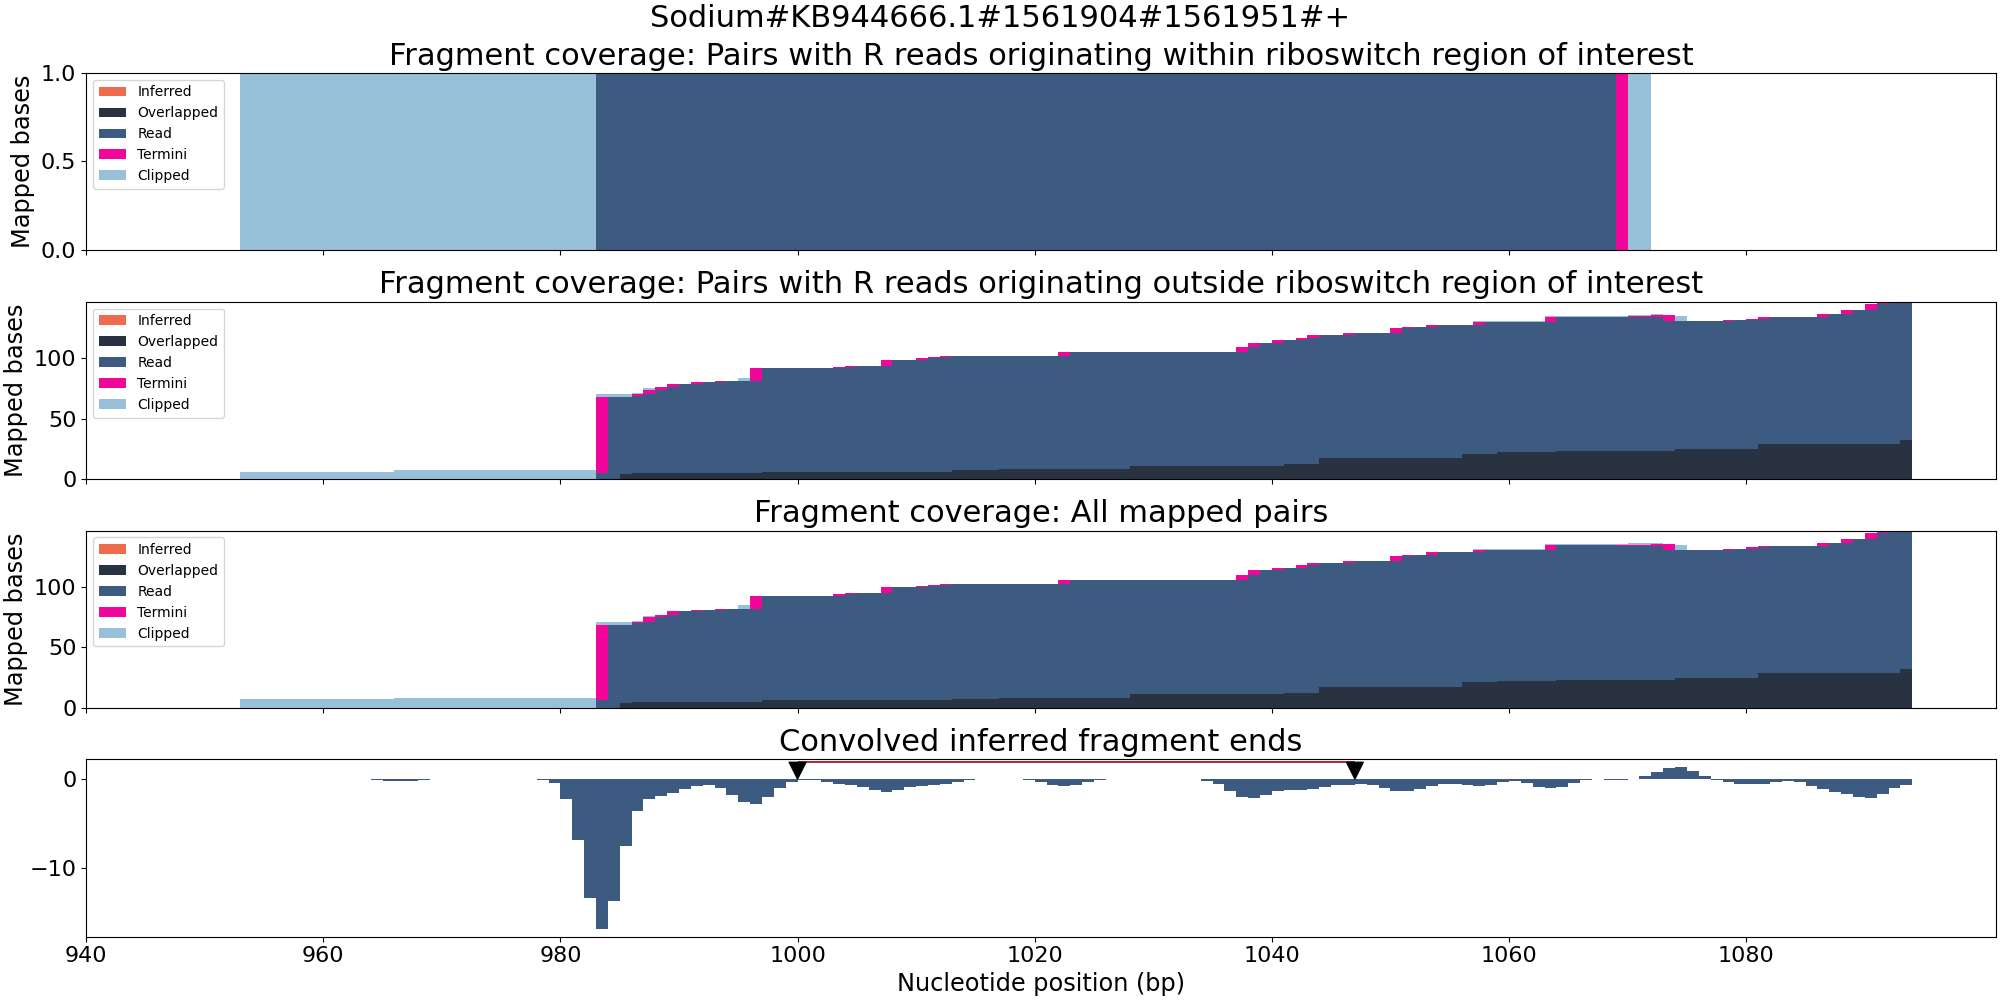 Sodium#KB944666.1#1561904#1561951#+
Fragment coverage: Pairs with R reads originating within riboswitch region of interest
Mapped bases
1.0
0.5
0.0
Inferred
Overlapped
Read
Termini
Clipped
Fragment coverage: Pairs with R reads originating outside riboswitch region of interest
Mapped bases
100
50
0
Inferred
Overlapped
Read
Termini
Clipped
Fragment coverage: All mapped pairs
Mapped bases
100
50
0
Inferred
Overlapped
Read
Termini
Clipped
Convolved inferred fragment ends
0
−10
940 960 980 1000 1020 1040 1060 1080
Nucleotide position (bp)